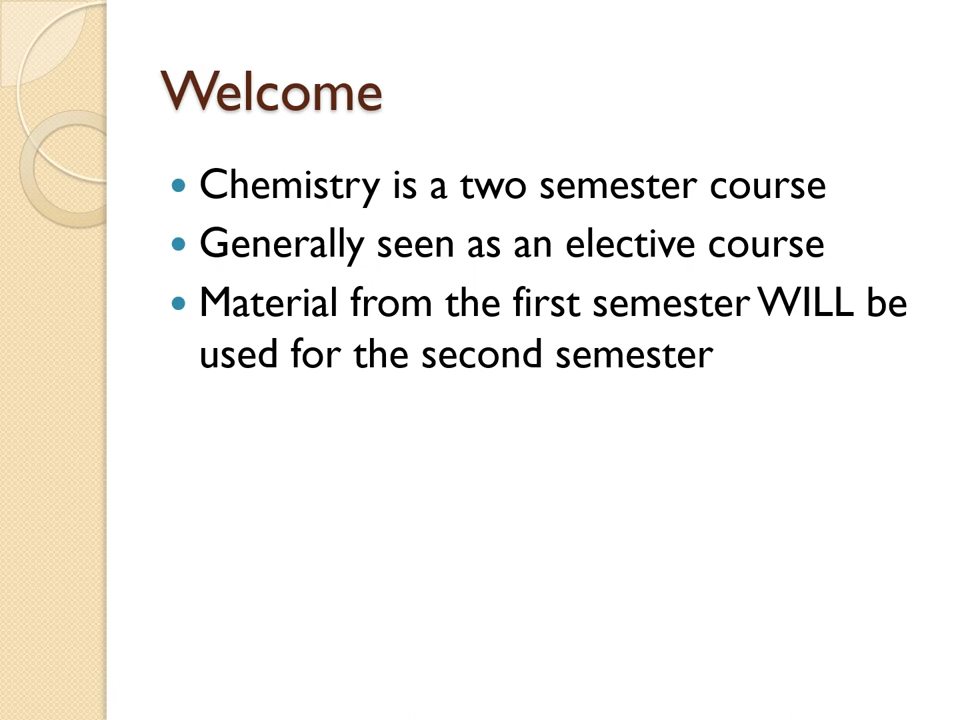 Welcome
Chemistry is a two semester course
Generally seen as an elective course
Material from the first semester WILL be
used for the second semester